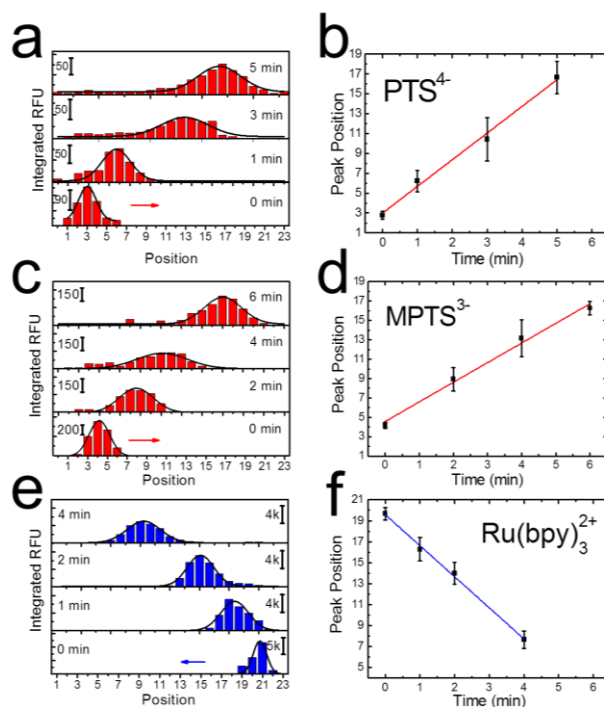 a
50
5 min
50
3 min
50
1 min
90
0 min
Integrated RFU
1 3 5 7 9 11 13 15 17 19 21 23
Position
b
PTS4-
Peak Position
19
17
15
13
11
9
7
5
3
1
0 1 2 3 4 5 6
Time (min)
c
150
6 min
150
4 min
150
2 min
200
0 min
Integrated RFU
1 3 5 7 9 11 13 15 17 19 21 23
Position
d
MPTS3-
Peak Position
19
17
15
13
11
9
7
5
3
1
0 1 2 3 4 5 6
Time (min)
e
4 min
4k
2 min
4k
1 min
4k
0 min
5k
Integrated RFU
1 3 5 7 9 11 13 15 17 19 21 23
Position
f
Ru(bpy)3 2+
Peak Position
21
19
17
15
13
11
9
7
5
0 1 2 3 4 5 6
Time (min)